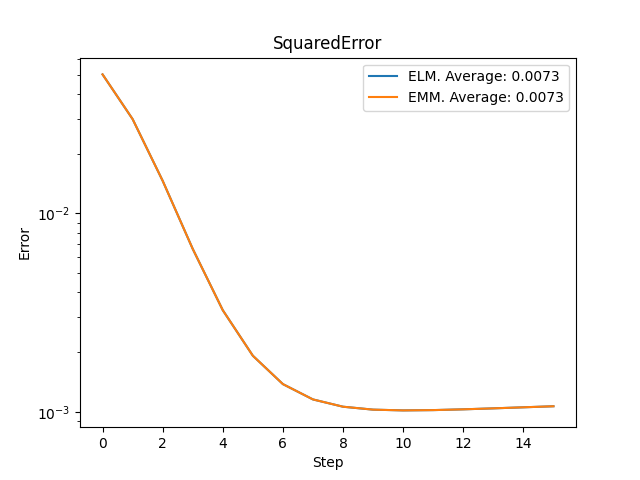 SquaredError
ELM. Average: 0.0073
EMM. Average: 0.0073
Error
10⁻²
10⁻³
0 2 4 6 8 10 12 14
Step